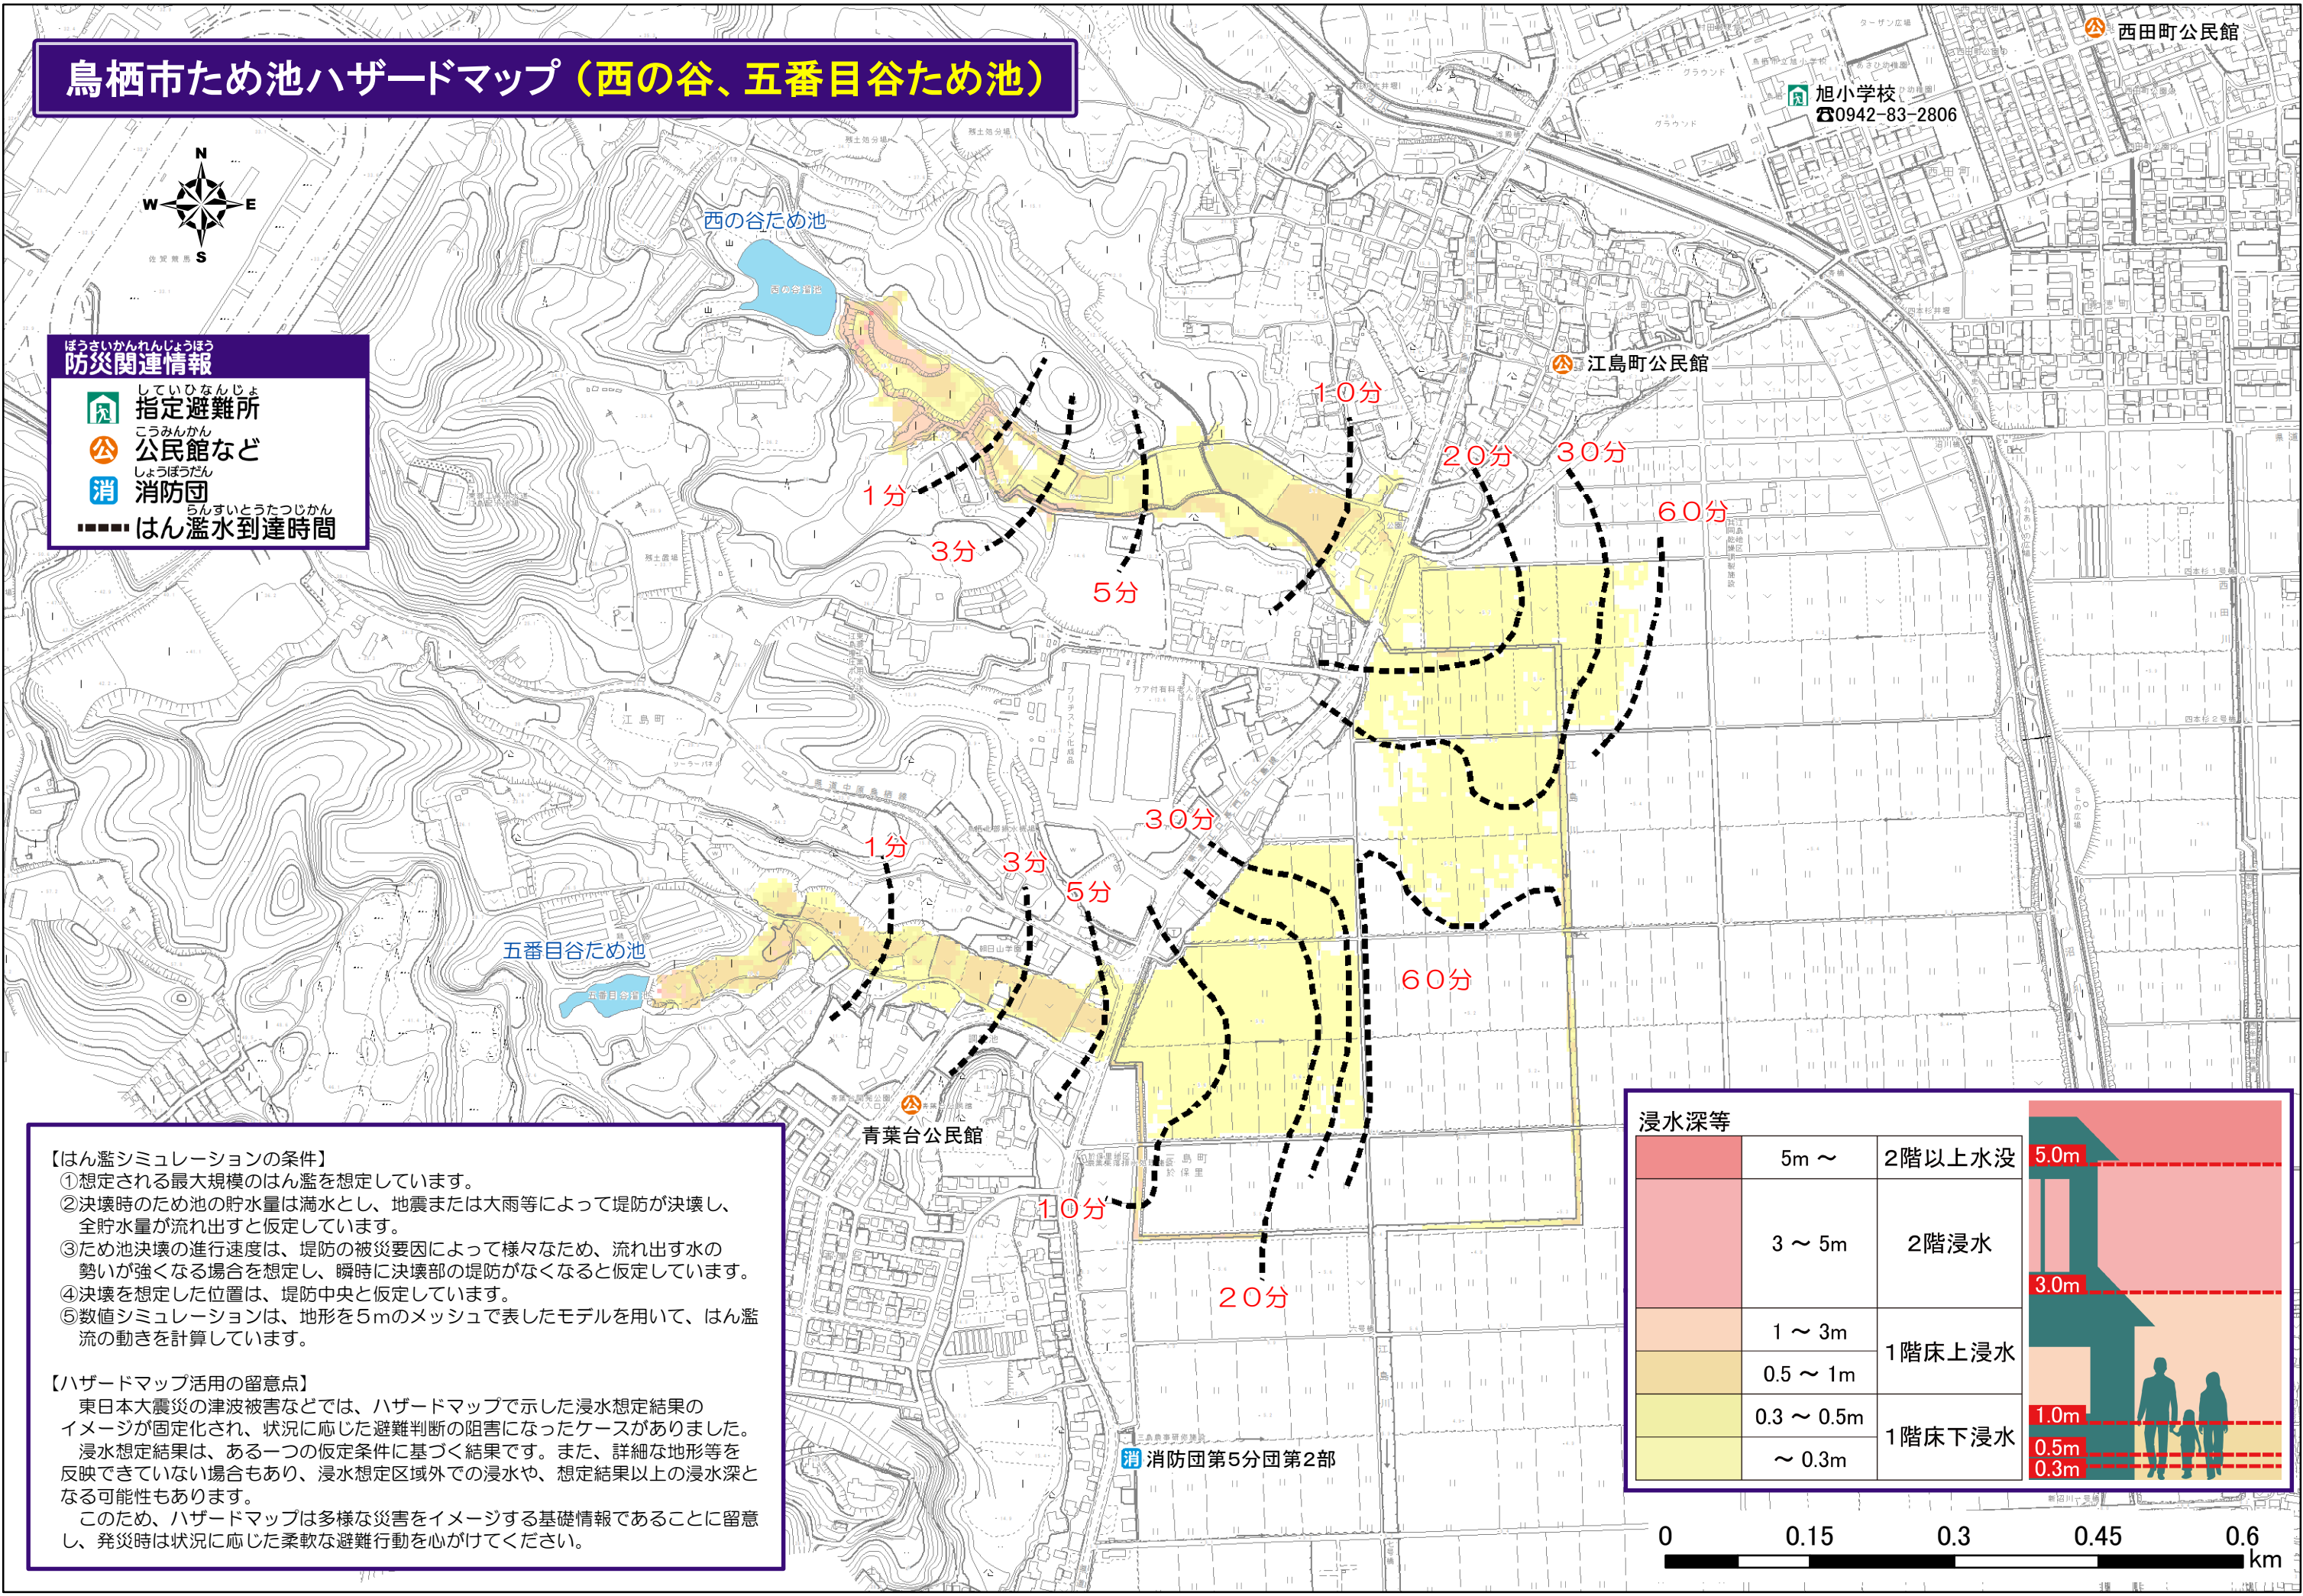 鳥栖市ため池ハザードマップ（西の谷、五番目谷ため池）
西田町公民館
旭小学校
☎0942-83-2806
N
W E
S
西の谷ため池
ぼうさいかんれんじょうほう
防災関連情報
していひなんじょ
指定避難所
こうみんかん
公 公民館など
しょうぼうだん
消 消防団
らんすいとうたつじかん
はん濫水到達時間
江島町公民館
10分
20分
30分
60分
1分
3分
5分
江島町
30分
1分
3分
5分
五番目谷ため池
60分
青葉台公民館
10分
20分
消 消防団第5分団第2部
【はん濫シミュレーションの条件】
①想定される最大規模のはん濫を想定しています。
②決壊時のため池の貯水量は満水とし、地震または大雨等によって堤防が決壊し、
全貯水量が流れ出すと仮定しています。
③ため池決壊の進行速度は、堤防の被災要因によって様々なため、流れ出す水の
勢いが強くなる場合を想定し、瞬時に決壊部の堤防がなくなると仮定しています。
④決壊を想定した位置は、堤防中央と仮定しています。
⑤数値シミュレーションは、地形を5mのメッシュで表したモデルを用いて、はん濫
流の動きを計算しています。
【ハザードマップ活用の留意点】
東日本大震災の津波被害などでは、ハザードマップで示した浸水想定結果の
イメージが固定化され、状況に応じた避難判断の阻害になったケースがありました。
浸水想定結果は、ある一つの仮定条件に基づく結果です。また、詳細な地形等を
反映できていない場合もあり、浸水想定区域外での浸水や、想定結果以上の浸水深と
なる可能性もあります。
このため、ハザードマップは多様な災害をイメージする基礎情報であることに留意
し、発災時は状況に応じた柔軟な避難行動を心がけてください。
浸水深等
5m ～ 2階以上水没
3 ～ 5m 2階浸水
1 ～ 3m 1階床上浸水
0.5 ～ 1m
0.3 ～ 0.5m 1階床下浸水
～ 0.3m
5.0m
3.0m
1.0m
0.5m
0.3m
0 0.15 0.3 0.45 0.6
km